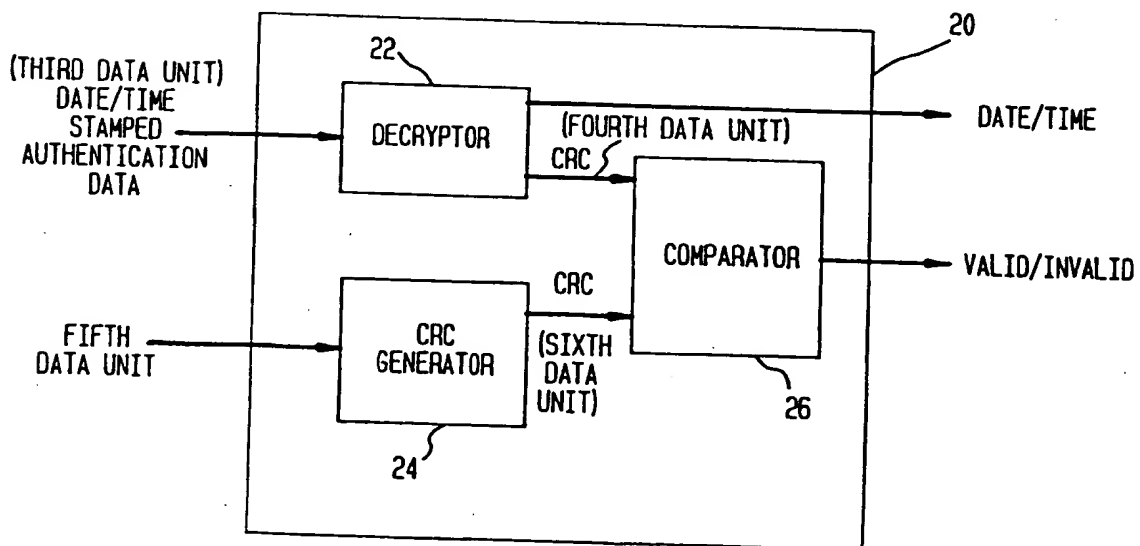 20
22
(THIRD DATA UNIT)
DATE/TIME
STAMPED
AUTHENTICATION
DATA
DECRYPTOR
DATE/TIME
(FOURTH DATA UNIT)
CRC
COMPARATOR
VALID/INVALID
26
FIFTH
DATA UNIT
CRC
GENERATOR
24
CRC
(SIXTH
DATA
UNIT)